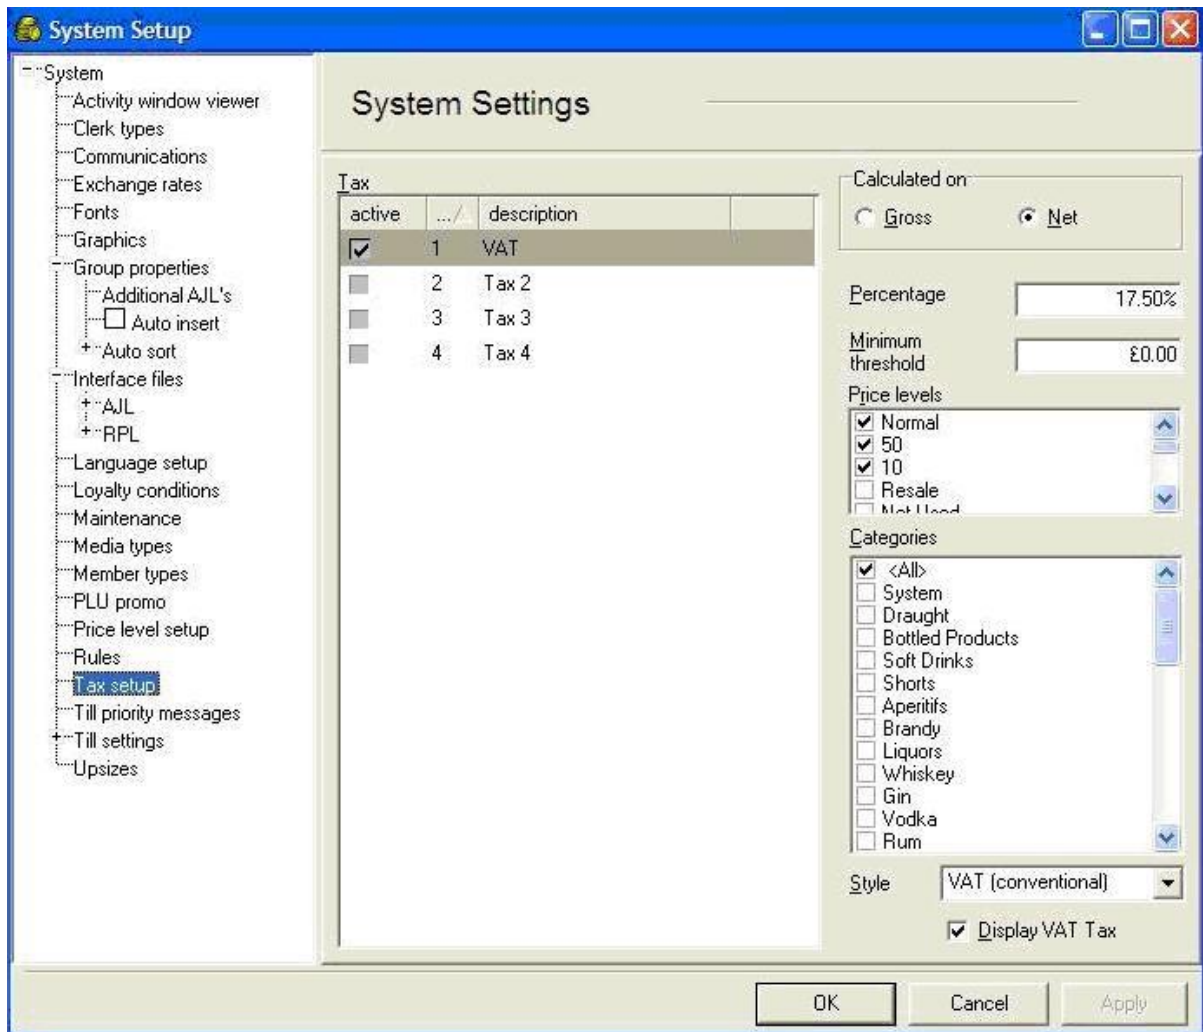 System Setup
System
Activity window viewer
Clerk types
Communications
Exchange rates
Fonts
Graphics
Group properties
Additional AJL's
Auto insert
Auto sort
Interface files
AJL
RPL
Language setup
Loyalty conditions
Maintenance
Media types
Member types
PLU promo
Price level setup
Rules
Tax setup
Till priority messages
Till settings
Upsizes
System Settings
Tax
active ... description
1 VAT
2 Tax 2
3 Tax 3
4 Tax 4
Calculated on
Gross Net
Percentage 17.50%
Minimum
threshold £0.00
Price levels
Normal
50
10
Resale
Not Used
Categories
<All>
System
Draught
Bottled Products
Soft Drinks
Shorts
Aperitifs
Brandy
Liquors
Whiskey
Gin
Vodka
Rum
Style VAT (conventional)
Display VAT Tax
OK Cancel Apply